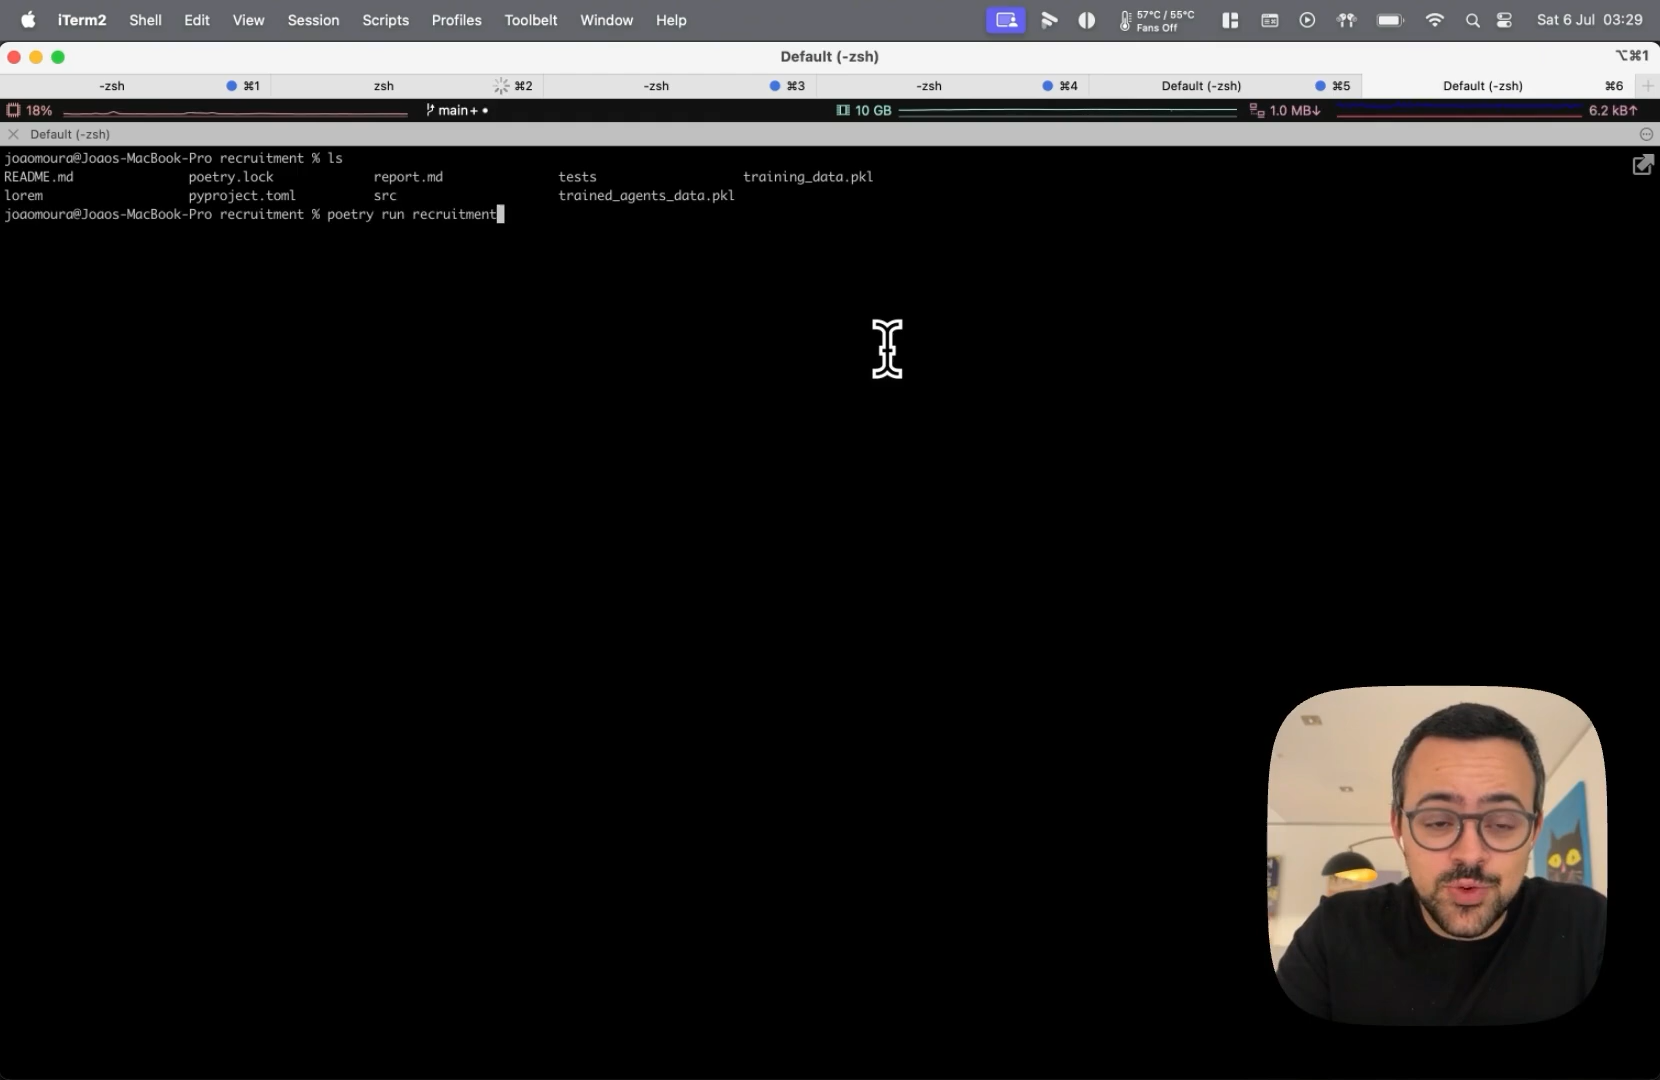 iTerm2 Shell Edit View Session Scripts Profiles Toolbelt Window Help 57°C / 55°C Fans Off Sat 6 Jul 03:29
Default (-zsh) ⌥⌘1
-zsh ⌘1 zsh ⌘2 -zsh ⌘3 -zsh ⌘4 Default (-zsh) ⌘5 Default (-zsh) ⌘6
18% main+• 10 GB 1.0 MB↓ 6.2 kB↑
Default (-zsh)
joaomoura@Joaos-MacBook-Pro recruitment % ls
README.md poetry.lock report.md tests training_data.pkl
lorem pyproject.toml src trained_agents_data.pkl
joaomoura@Joaos-MacBook-Pro recruitment % poetry run recruitment